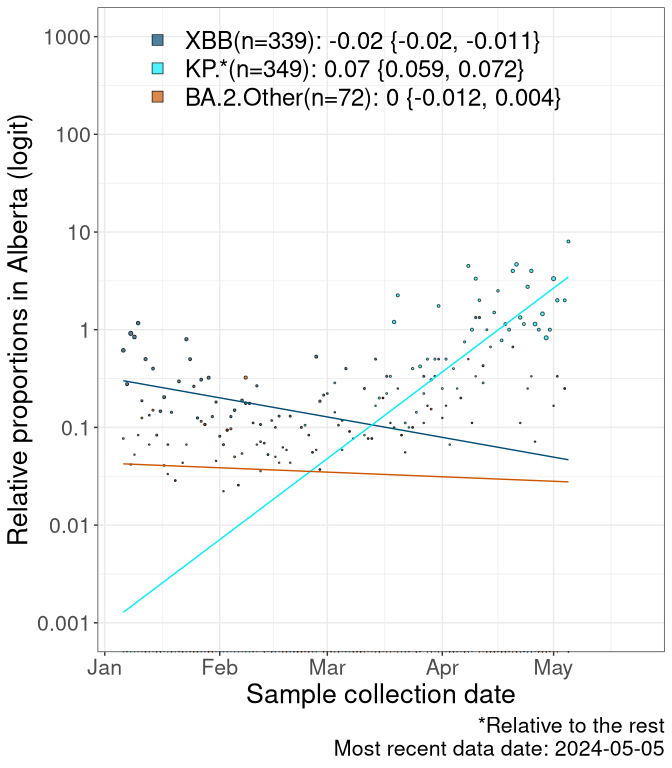 XBB(n=339): -0.02 {-0.02, -0.011}
KP.*(n=349): 0.07 {0.059, 0.072}
BA.2.Other(n=72): 0 {-0.012, 0.004}
Relative proportions in Alberta (logit)
1000
100
10
1
0.1
0.01
0.001
Jan Feb Mar Apr May
Sample collection date
*Relative to the rest
Most recent data date: 2024-05-05